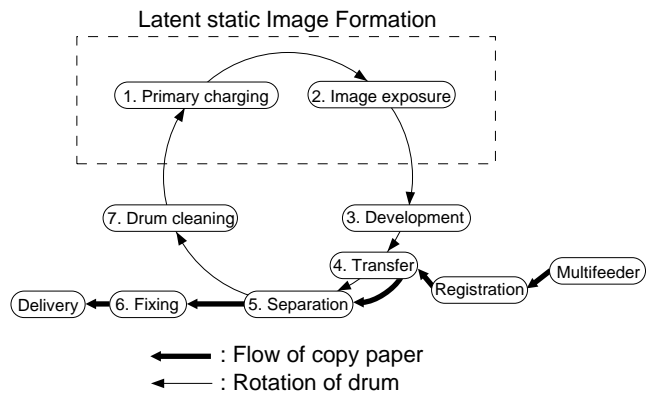 Latent static Image Formation
1. Primary charging
2. Image exposure
7. Drum cleaning
3. Development
4. Transfer
Multifeeder
Registration
Delivery
6. Fixing
5. Separation
: Flow of copy paper
: Rotation of drum